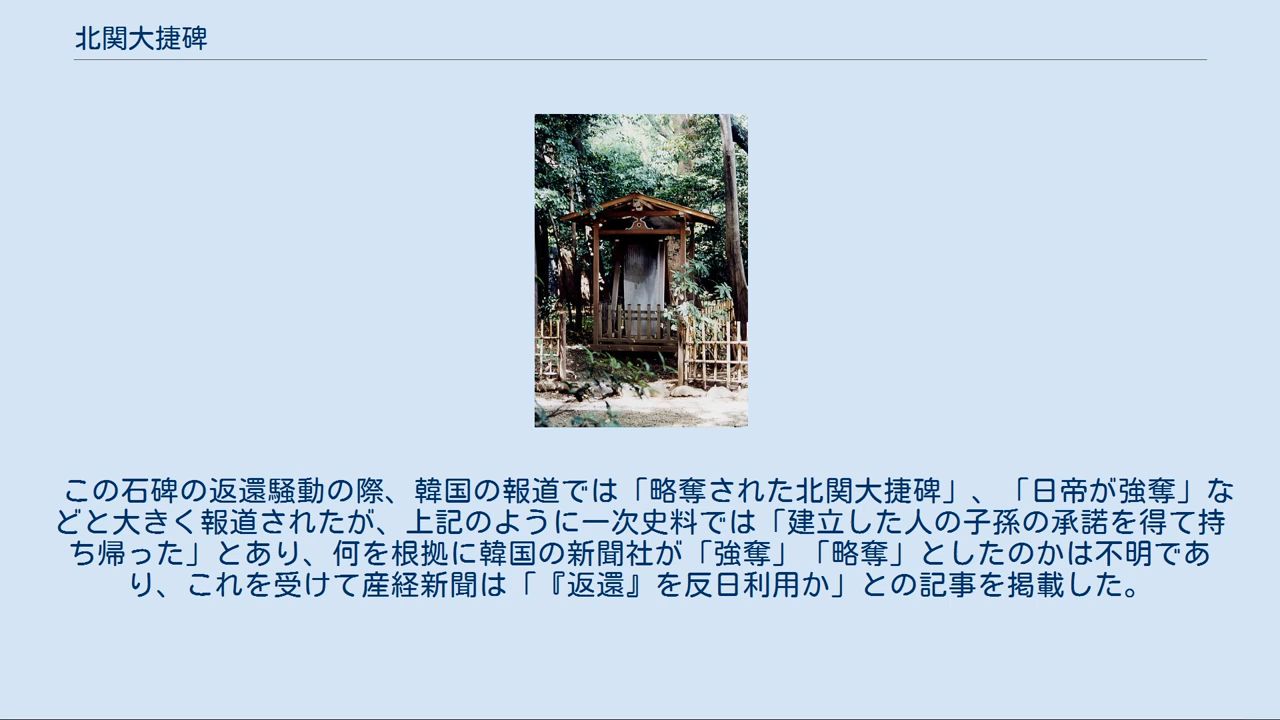 北関大捷碑
この石碑の返還騒動の際、韓国の報道では「略奪された北関大捷碑」、「日帝が強奪」な
どと大きく報道されたが、上記のように一次史料では「建立した人の子孫の承諾を得て持
ち帰った」とあり、何を根拠に韓国の新聞社が「強奪」「略奪」としたのかは不明であ
り、これを受けて産経新聞は「『返還』を反日利用か」との記事を掲載した。